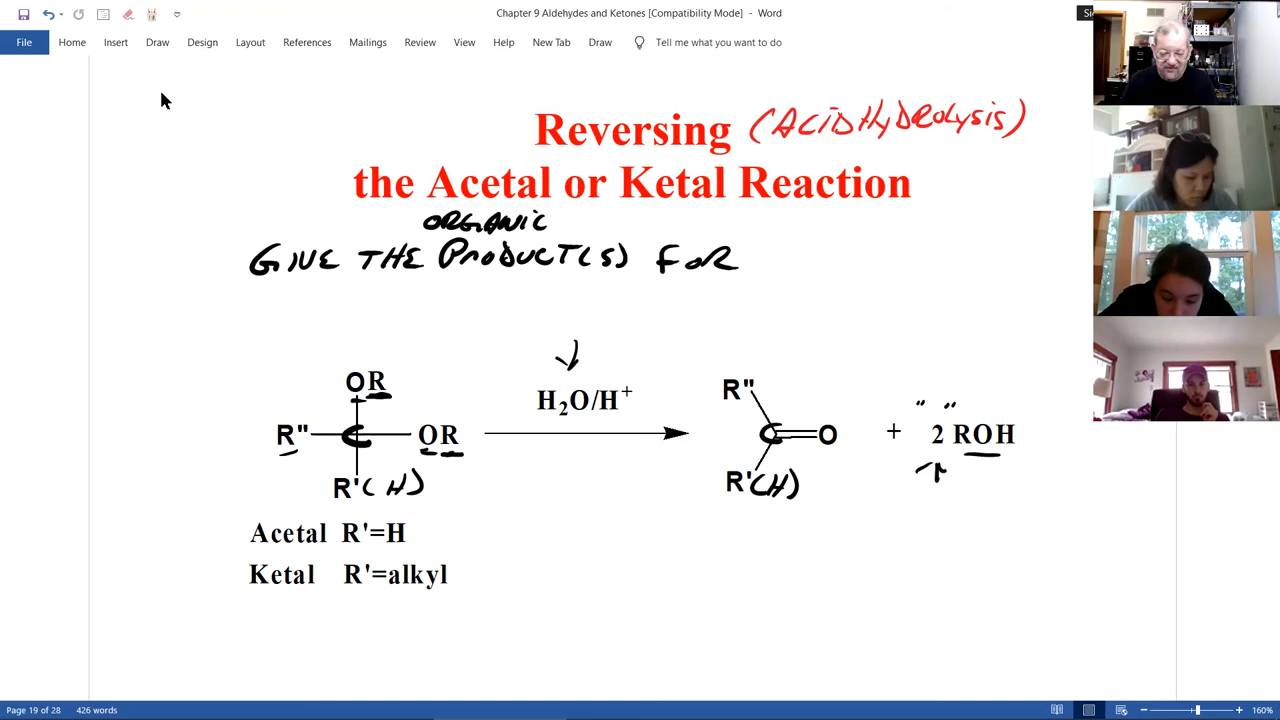 Chapter 9 Aldehydes and Ketones [Compatibility Mode] - Word
File Home Insert Draw Design Layout References Mailings Review View Help New Tab Draw Tell me what you want to do
Reversing (Acid Hydrolysis)
the Acetal or Ketal Reaction
ORGANIC
GIVE THE PRODUCT(S) FOR
OR
H₂O/H⁺
R"
R" C OR
C O + 2 ROH
R'(H)
R'(H)
Acetal R'=H
Ketal R'=alkyl
Page 19 of 28 426 words
160%